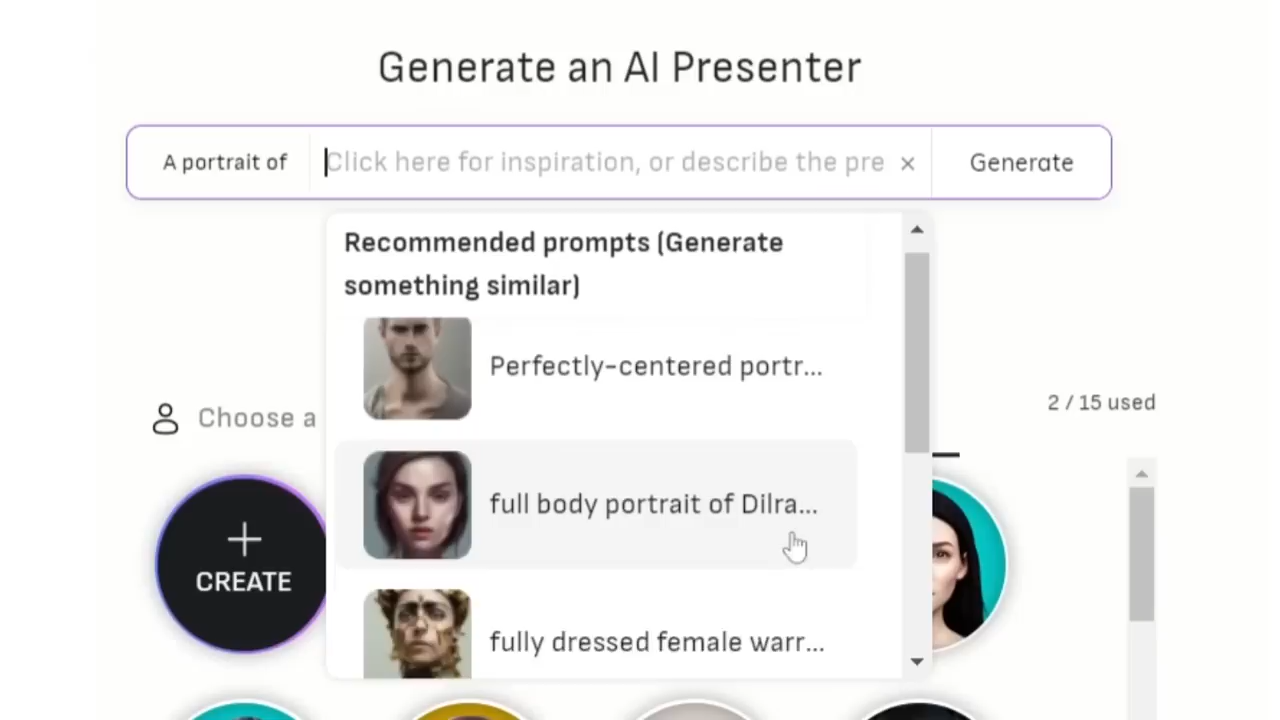 Generate an AI Presenter
A portrait of
Click here for inspiration, or describe the pre
×
Generate
Recommended prompts (Generate
something similar)
Perfectly-centered portr...
full body portrait of Dilra...
fully dressed female warr...
Choose a
2 / 15 used
+
CREATE